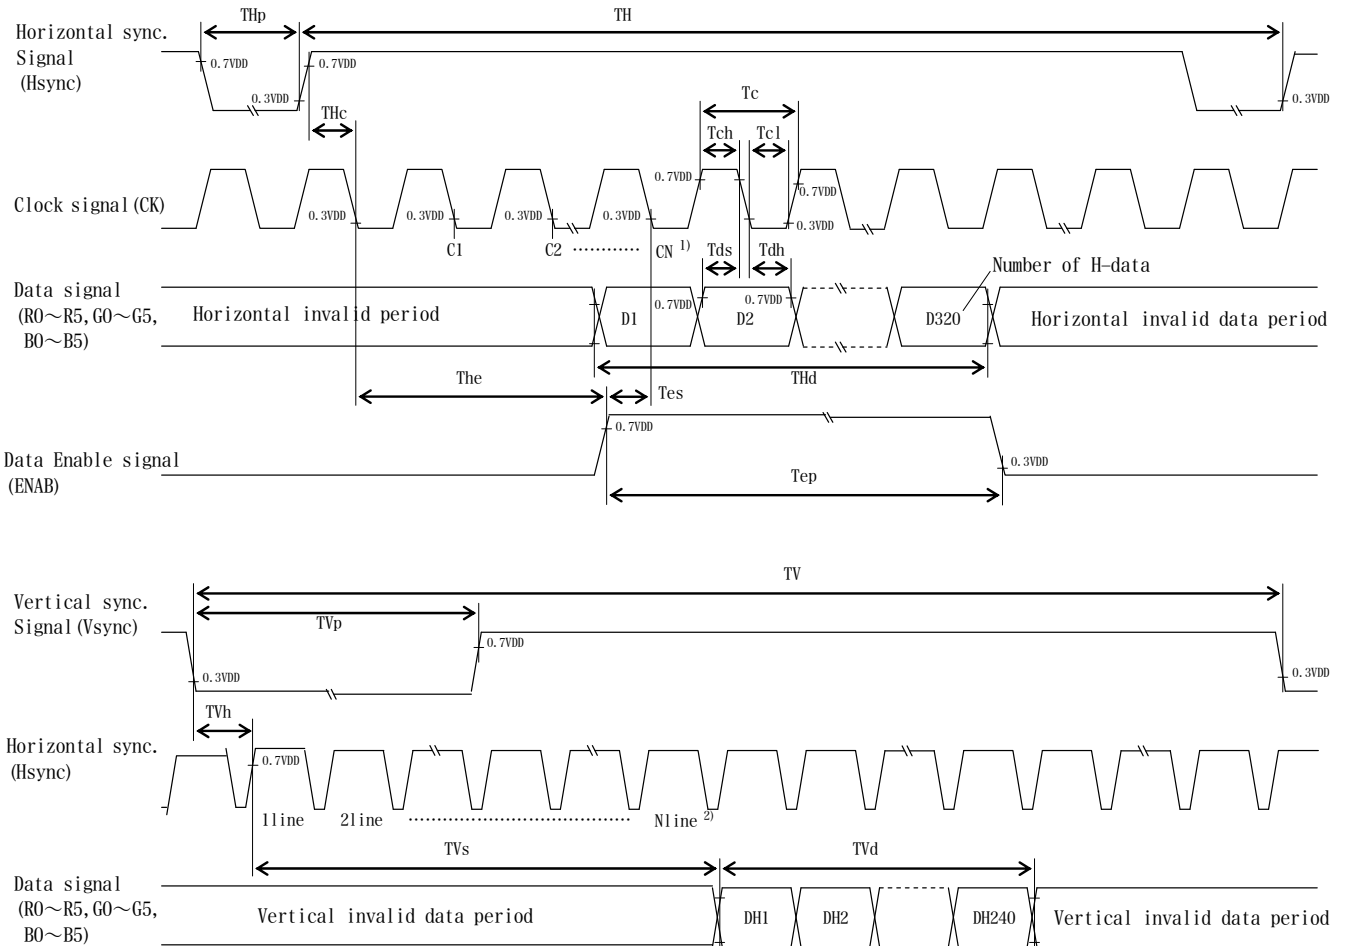 THp
TH
Horizontal sync.
Signal
(Hsync)
0.7VDD
0.7VDD
0.3VDD
0.3VDD
THc
Tc
Tch
Tcl
Clock signal(CK)
0.3VDD
0.3VDD
0.3VDD
0.3VDD
0.7VDD
0.7VDD
0.3VDD
C1
C2
CN 1)
Tds
Tdh
Number of H-data
Data signal
(R0～R5,G0～G5,
B0～B5)
Horizontal invalid period
0.7VDD
0.7VDD
D1
D2
D320
Horizontal invalid data period
The
Tes
THd
0.7VDD
Data Enable signal
(ENAB)
0.3VDD
Tep
TV
Vertical sync.
Signal(Vsync)
TVp
0.7VDD
0.3VDD
0.3VDD
TVh
Horizontal sync.
(Hsync)
0.7VDD
1line
2line
Nline 2)
TVs
TVd
Data signal
(R0～R5,G0～G5,
B0～B5)
Vertical invalid data period
DH1
DH2
DH240
Vertical invalid data period